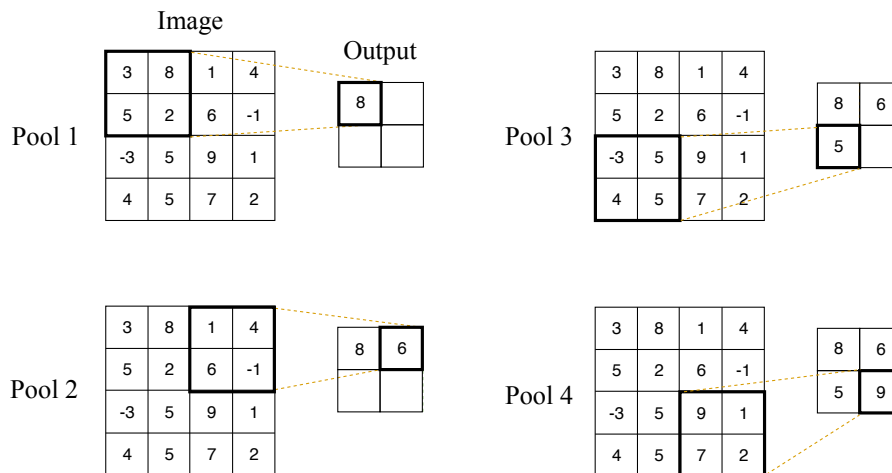 Image
Output
3 8 1 4
5 2 6 -1
-3 5 9 1
4 5 7 2
8
Pool 1
3 8 1 4
5 2 6 -1
-3 5 9 1
4 5 7 2
8 6
5
Pool 3
3 8 1 4
5 2 6 -1
-3 5 9 1
4 5 7 2
8 6
Pool 2
3 8 1 4
5 2 6 -1
-3 5 9 1
4 5 7 2
8 6
5 9
Pool 4